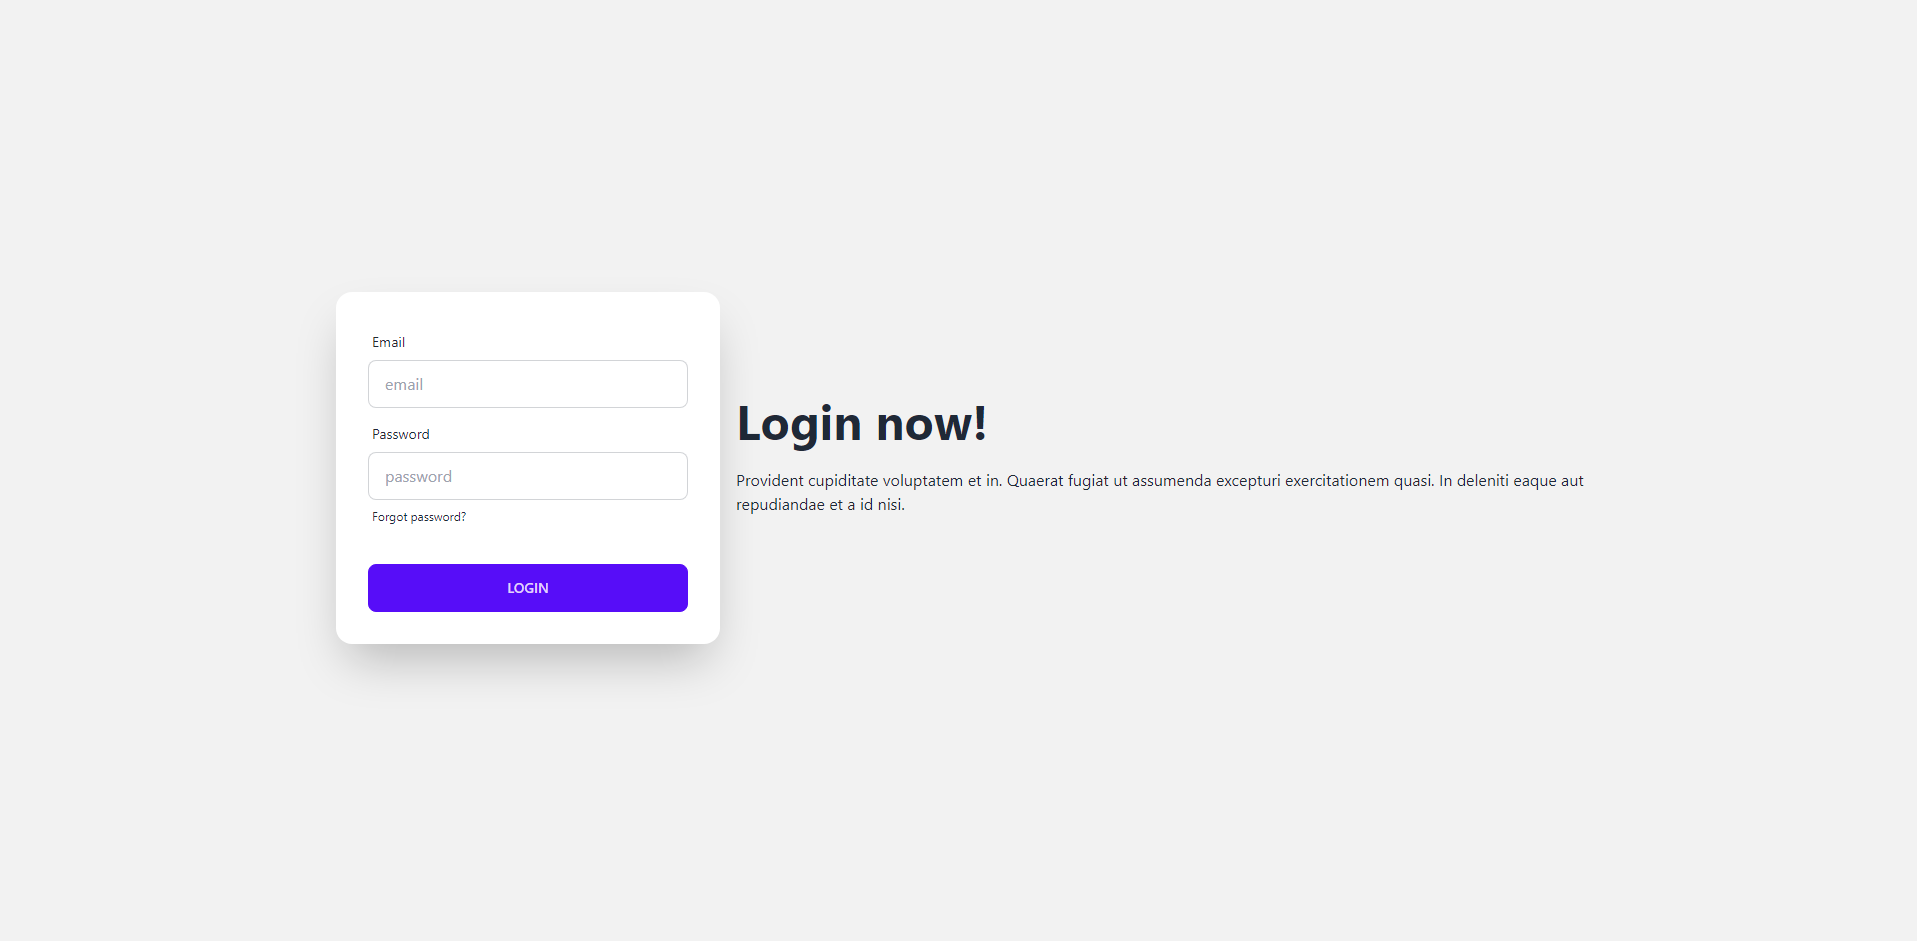 Email
email
Password
password
Forgot password?
LOGIN
Login now!
Provident cupiditate voluptatem et in. Quaerat fugiat ut assumenda excepturi exercitationem quasi. In deleniti eaque aut
repudiandae et a id nisi.